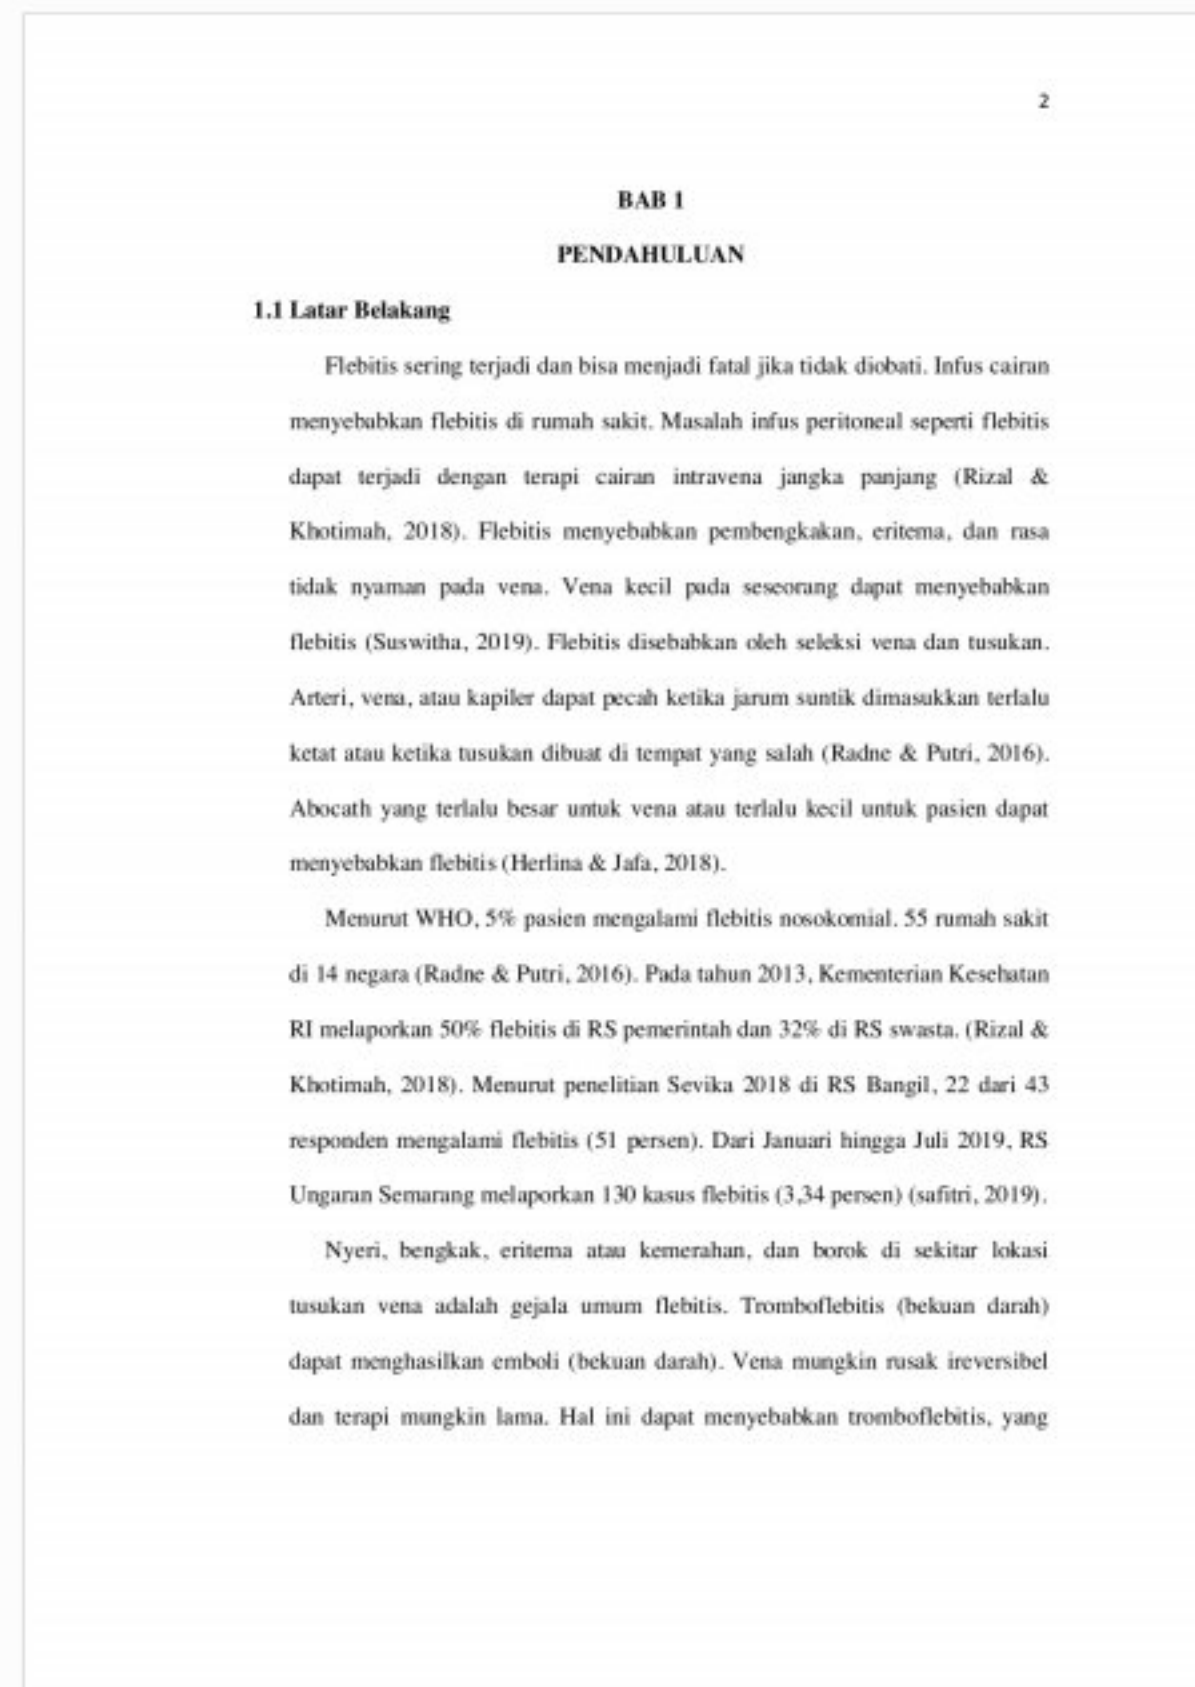 2
BAB 1
PENDAHULUAN
1.1 Latar Belakang
Flebitis sering terjadi dan bisa menjadi fatal jika tidak diobati. Infus cairan
menyebabkan flebitis di rumah sakit. Masalah infus peritoneal seperti flebitis
dapat terjadi dengan terapi cairan intravena jangka panjang (Rizal &
Khotimah, 2018). Flebitis menyebabkan pembengkakan, eritema, dan rasa
tidak nyaman pada vena. Vena kecil pada seseorang dapat menyebabkan
flebitis (Suswitha, 2019). Flebitis disebabkan oleh seleksi vena dan tusukan.
Arteri, vena, atau kapiler dapat pecah ketika jarum suntik dimasukkan terlalu
ketat atau ketika tusukan dibuat di tempat yang salah (Radne & Putri, 2016).
Abocath yang terlalu besar untuk vena atau terlalu kecil untuk pasien dapat
menyebabkan flebitis (Herlina & Jafa, 2018).
Menurut WHO, 5% pasien mengalami flebitis nosokomial. 55 rumah sakit
di 14 negara (Radne & Putri, 2016). Pada tahun 2013, Kementerian Kesehatan
RI melaporkan 50% flebitis di RS pemerintah dan 32% di RS swasta. (Rizal &
Khotimah, 2018). Menurut penelitian Sevika 2018 di RS Bangil, 22 dari 43
responden mengalami flebitis (51 persen). Dari Januari hingga Juli 2019, RS
Ungaran Semarang melaporkan 130 kasus flebitis (3,34 persen) (safitri, 2019).
Nyeri, bengkak, eritema atau kemerahan, dan borok di sekitar lokasi
tusukan vena adalah gejala umum flebitis. Tromboflebitis (bekuan darah)
dapat menghasilkan emboli (bekuan darah). Vena mungkin rusak ireversibel
dan terapi mungkin lama. Hal ini dapat menyebabkan tromboflebitis, yang